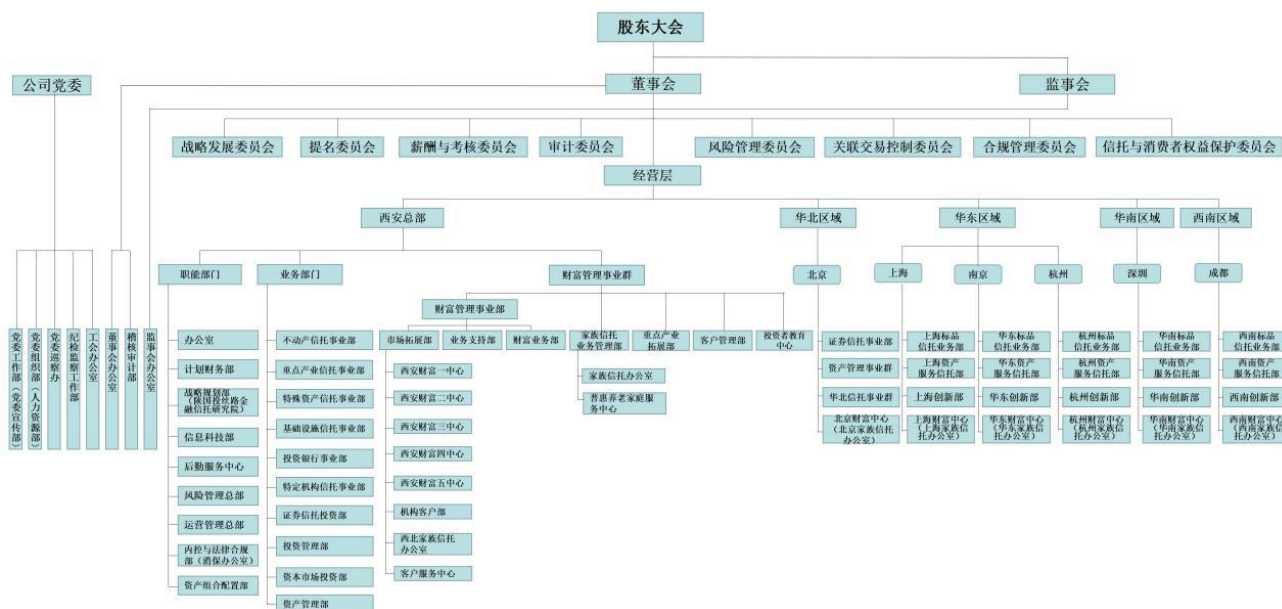 股东大会
公司党委
董事会
监事会
战略发展委员会
提名委员会
薪酬与考核委员会
审计委员会
风险管理委员会
关联交易控制委员会
合规管理委员会
信托与消费者权益保护委员会
经营层
西安总部
华北区域
华东区域
华南区域
西南区域
职能部门
业务部门
财富管理事业群
北京
上海
南京
杭州
深圳
成都
财富管理事业部
党委工作部（党委宣传部）
党委组织部（人力资源部）
党委巡察办
纪检监察工作部
工会办公室
董事会办公室
稽核审计部
监事会办公室
办公室
计划财务部
战略规划部
（陕国投丝路金
融信托研究院）
信息科技部
后勤服务中心
风险管理总部
运营管理总部
内控与法律合规
部（消保办公室）
资产组合配置部
不动产信托事业部
重点产业信托事业部
特殊资产信托事业部
基础设施信托事业部
投资银行事业部
特定机构信托事业部
证券信托投资部
投资管理部
资本市场投资部
资产管理部
市场拓展部
业务支持部
财富业务部
家族信托
业务管理部
重点产业
拓展部
客户管理部
投资者教育
中心
西安财富一中心
西安财富二中心
西安财富三中心
西安财富四中心
西安财富五中心
机构客户部
西北家族信托
办公室
客户服务中心
家族信托办公室
普惠养老家庭服
务中心
证券信托事业部
资产管理事业群
华北信托事业群
北京财富中心
（北京家族信托
办公室）
上海标品
信托业务部
上海资产
服务信托部
上海创新部
上海财富中心
（上海家族信
托办公室）
华东标品
信托业务部
华东资产
服务信托部
华东创新部
华东财富中心
（华东家族信
托办公室）
杭州标品
信托业务部
杭州资产
服务信托部
杭州创新部
杭州财富中心
（杭州家族信
托办公室）
华南标品
信托业务部
华南资产
服务信托部
华南创新部
华南财富中心
（华南家族信
托办公室）
西南标品
信托业务部
西南资产
服务信托部
西南创新部
西南财富中心
（西南家族信
托办公室）